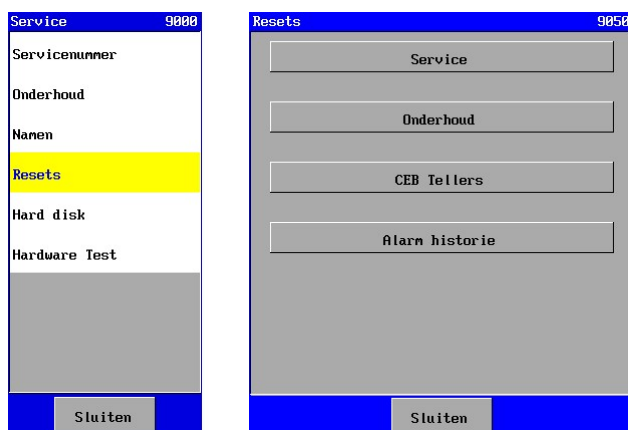 Service 9000
Servicenummer
Onderhoud
Namen
Resets
Hard disk
Hardware Test
Sluiten
Resets 9050
Service
Onderhoud
CEB Tellers
Alarm historie
Sluiten